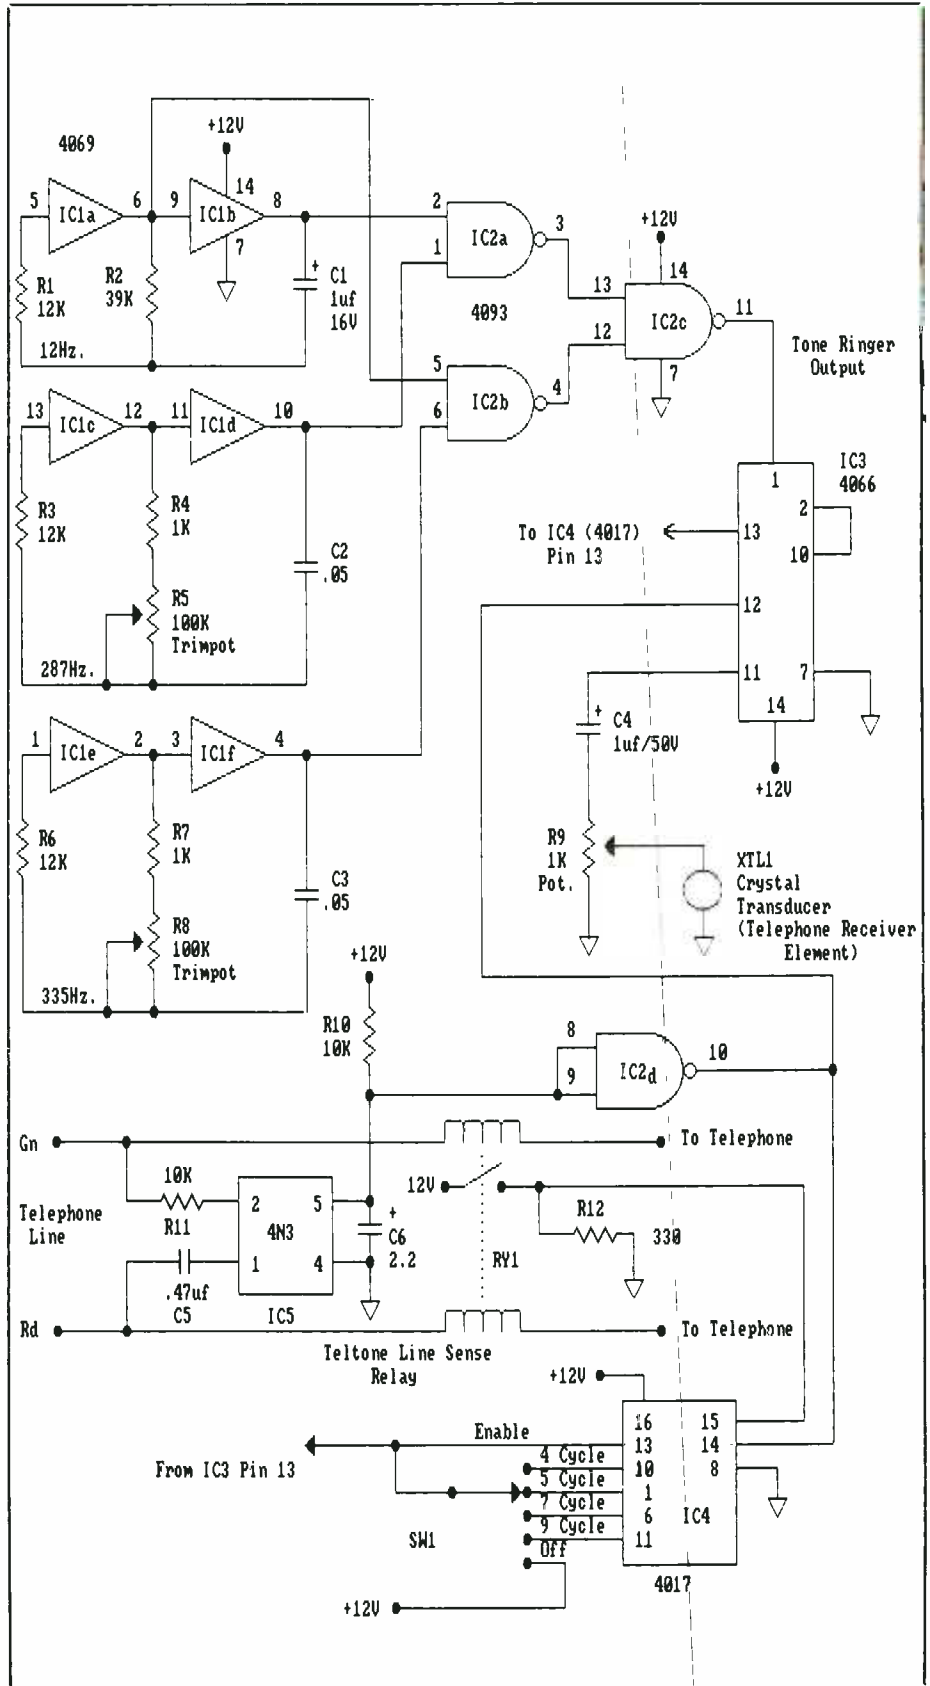 +12V
4069
5
IC1a
6
9
IC1b
14
8
7
R1
12K
R2
39K
+
C1
1uf
16V
12Hz.
2
1
IC2a
3
4093
+12V
14
13
12
IC2c
11
7
5
6
IC2b
4
Tone Ringer
Output
13
IC1c
12
11
IC1d
10
R3
12K
R4
1K
R5
100K
Trimpot
C2
.05
287Hz.
IC3
4066
1
2
10
13
12
11
7
14
+12V
To IC4 (4017)
Pin 13
1
IC1e
2
3
IC1f
4
R6
12K
R7
1K
R8
100K
Trimpot
C3
.05
335Hz.
+
C4
1uf/50V
R9
1K
Pot.
XTL1
Crystal
Transducer
(Telephone Receiver
Element)
+12V
R10
10K
8
9
IC2d
10
Gn
To Telephone
10K
R11
2
5
4N3
1
4
+
C6
2.2
12V
R12
330
RY1
Telephone
Line
.47uf
C5
IC5
Rd
To Telephone
Teltone Line Sense
Relay
+12V
Enable
From IC3 Pin 13
4 Cycle
5 Cycle
7 Cycle
9 Cycle
Off
SW1
16
15
13
14
10
8
1
6
IC4
11
4017
+12V